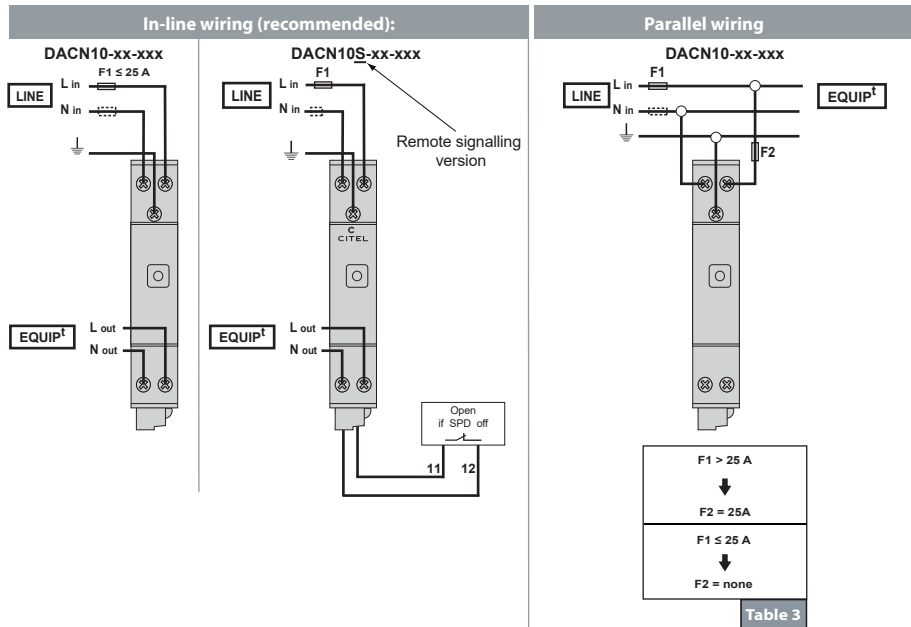 In-line wiring (recommended):
DACN10-xx-xxx
F1 ≤ 25 A
L in
LINE
N in
EQUIPt
L out
N out
DACN10S-xx-xxx
F1
L in
LINE
N in
Remote signalling
version
C
CITEL
EQUIPt
L out
N out
Open
if SPD off
11 12
Parallel wiring
DACN10-xx-xxx
F1
L in
LINE
N in
EQUIPt
F2
F1 > 25 A
F2 = 25A
F1 ≤ 25 A
F2 = none
Table 3